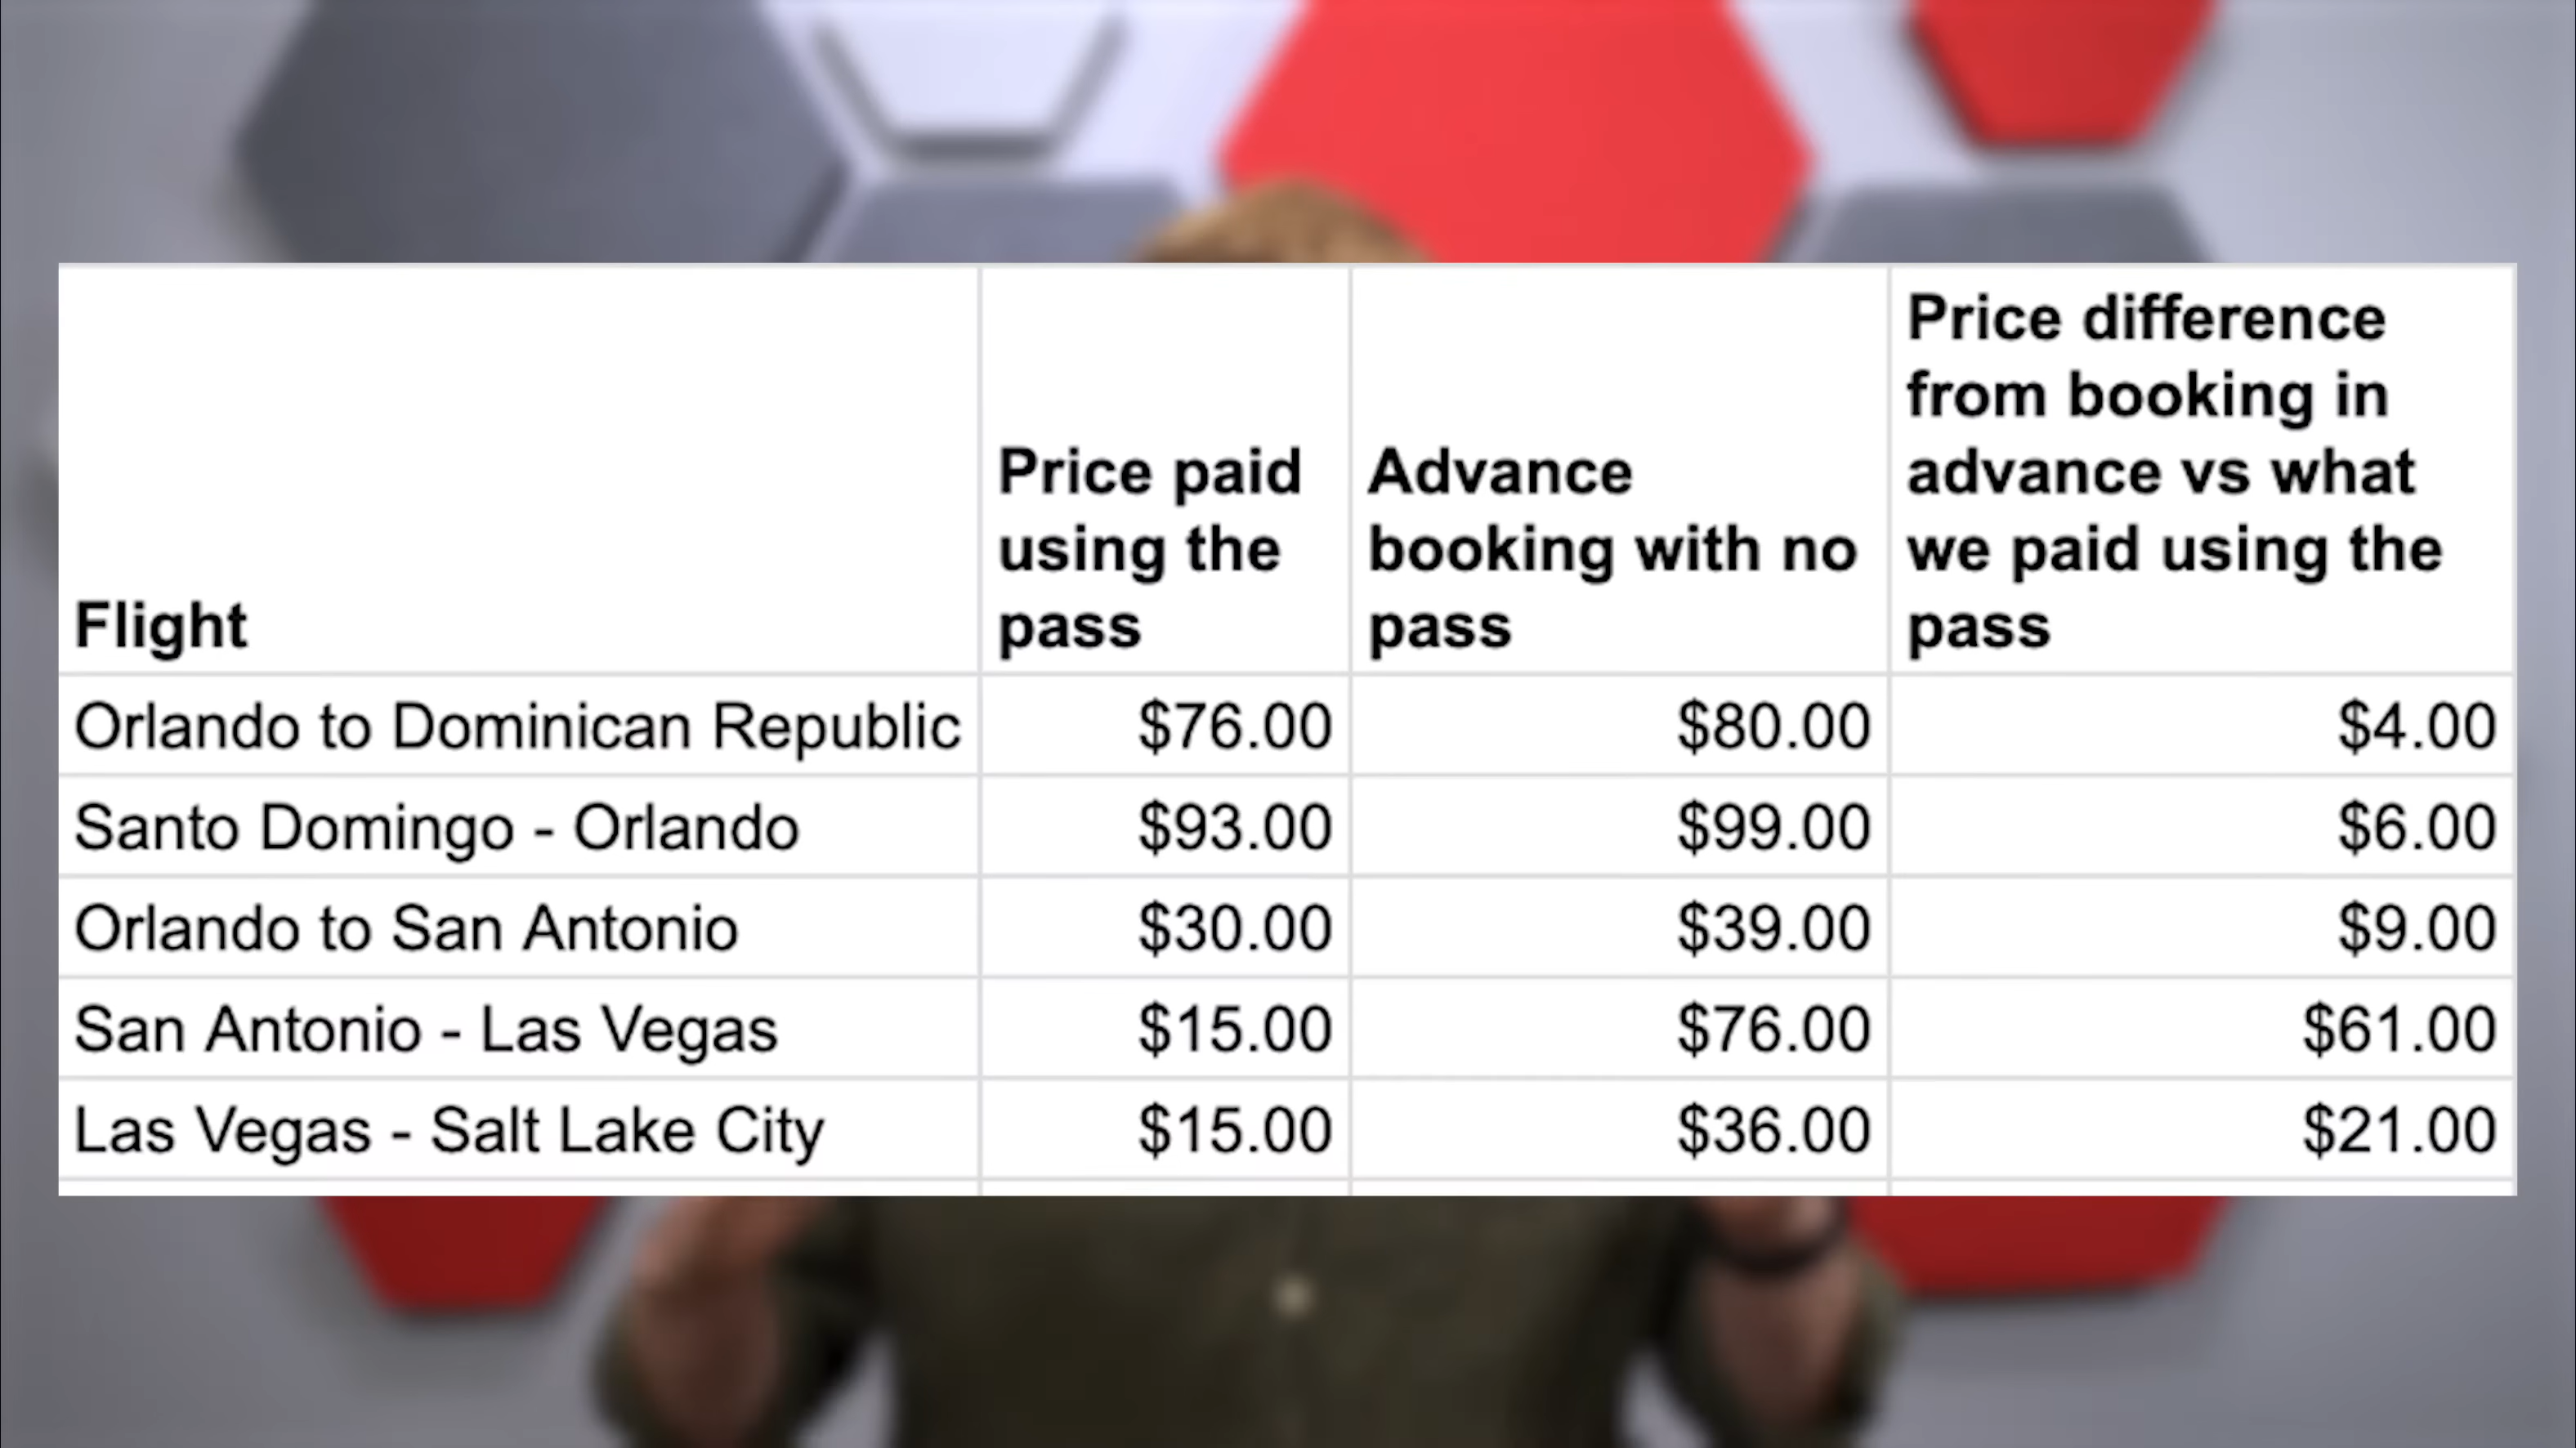 Flight
Price paid
using the
pass
Advance
booking with no
pass
Price difference
from booking in
advance vs what
we paid using the
pass
Orlando to Dominican Republic $76.00 $80.00 $4.00
Santo Domingo - Orlando $93.00 $99.00 $6.00
Orlando to San Antonio $30.00 $39.00 $9.00
San Antonio - Las Vegas $15.00 $76.00 $61.00
Las Vegas - Salt Lake City $15.00 $36.00 $21.00